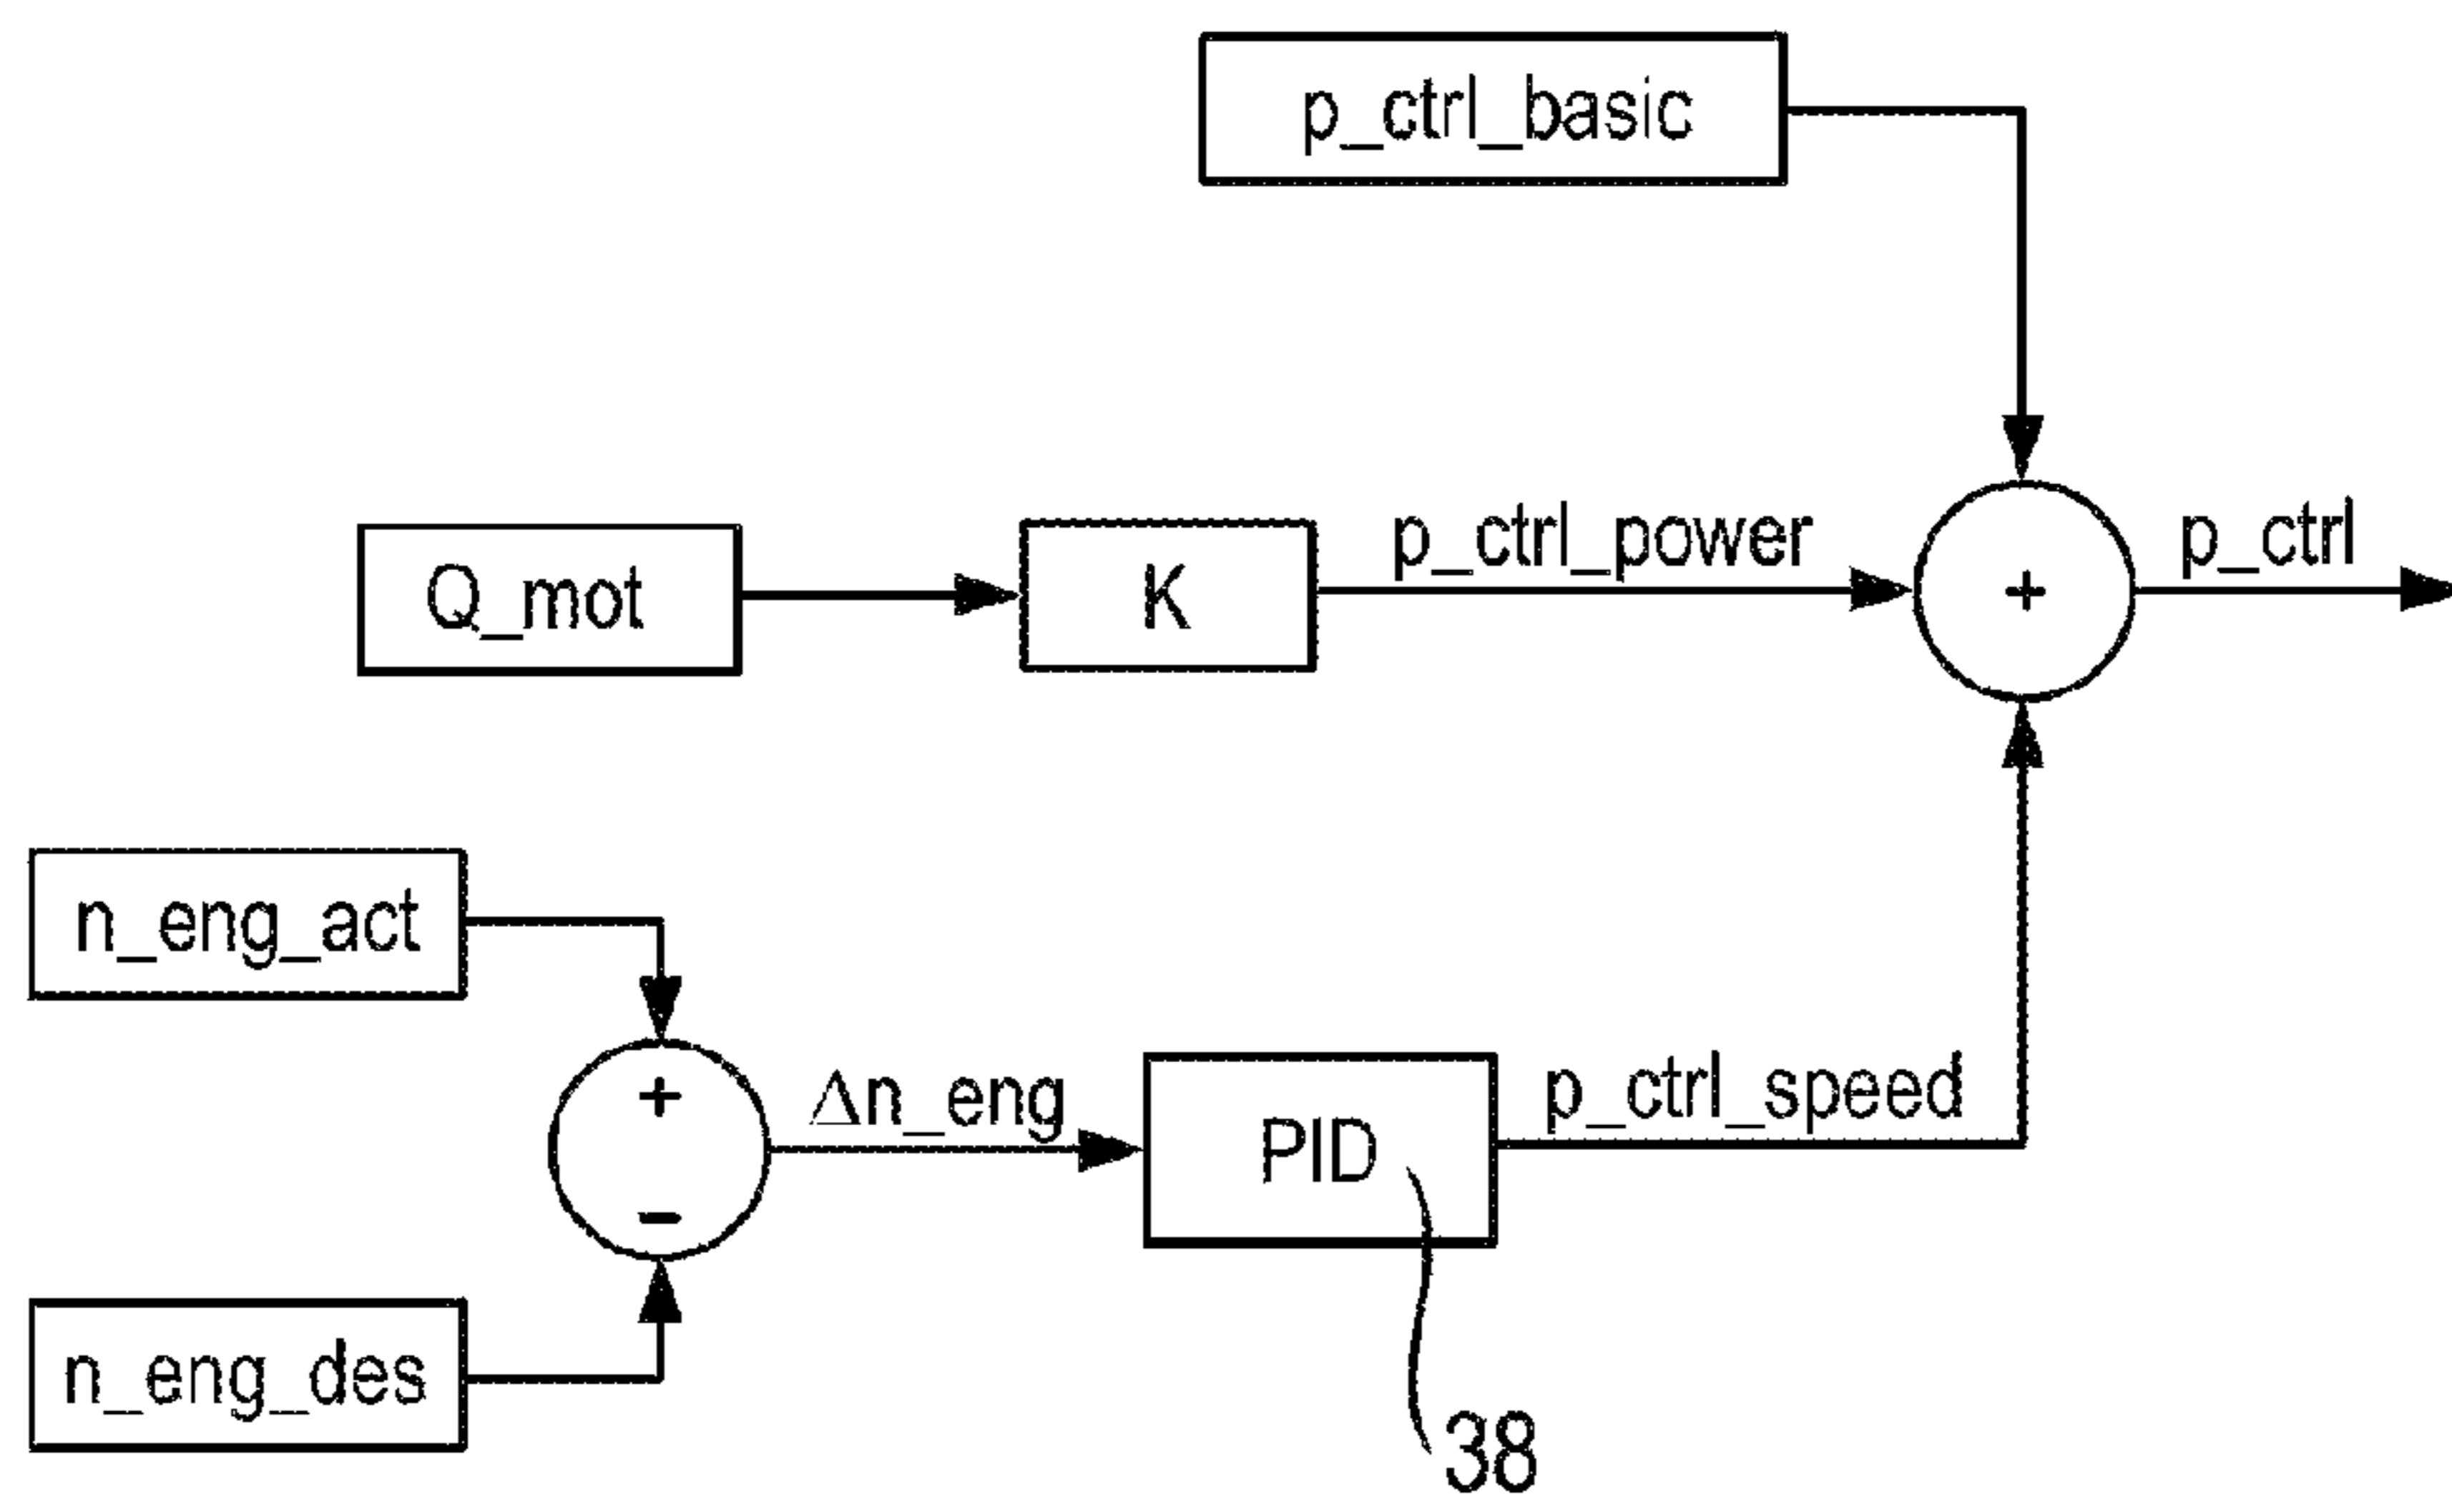 p_ctrl_basic
Q_mot
K
p_ctrl_power
+
p_ctrl
n_eng_act
+
Δn_eng
PID
p_ctrl_speed
−
n_eng_des
38